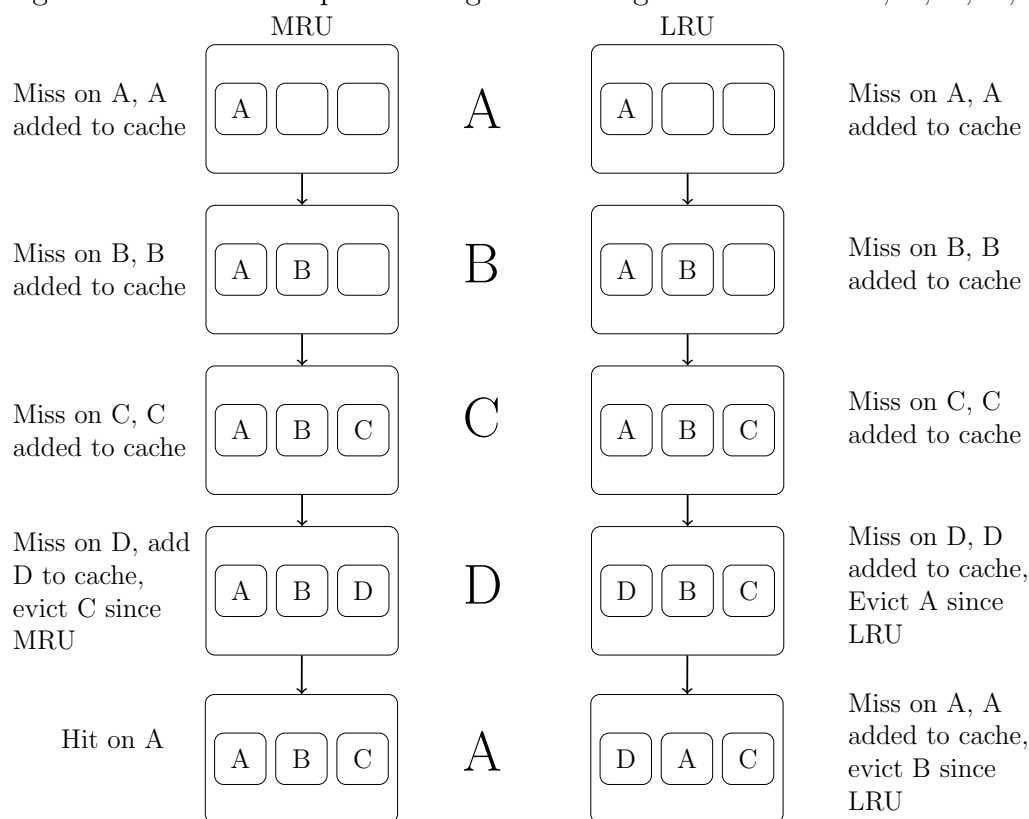 MRU
LRU
Miss on A, A
added to cache
A
A
A
Miss on A, A
added to cache
Miss on B, B
added to cache
A B
B
A B
Miss on B, B
added to cache
Miss on C, C
added to cache
A B C
C
A B C
Miss on C, C
added to cache
Miss on D, add
D to cache,
evict C since
MRU
A B D
D
D B C
Miss on D, D
added to cache,
Evict A since
LRU
Hit on A
A B C
A
D A C
Miss on A, A
added to cache,
evict B since
LRU